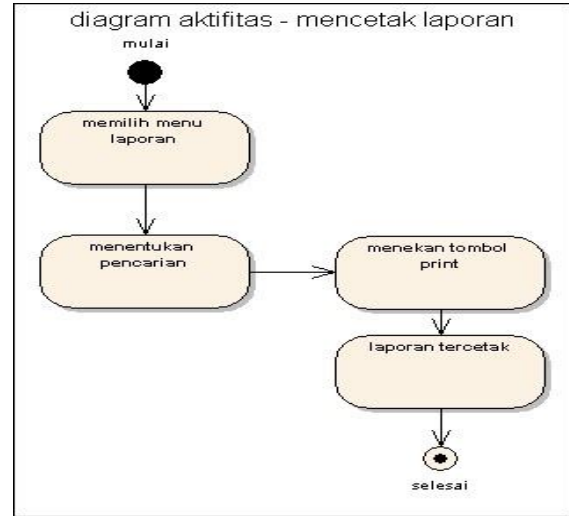 diagram aktifitas - mencetak laporan
mulai
memilih menu
laporan
menentukan
pencarian
menekan tombol
print
laporan tercetak
selesai